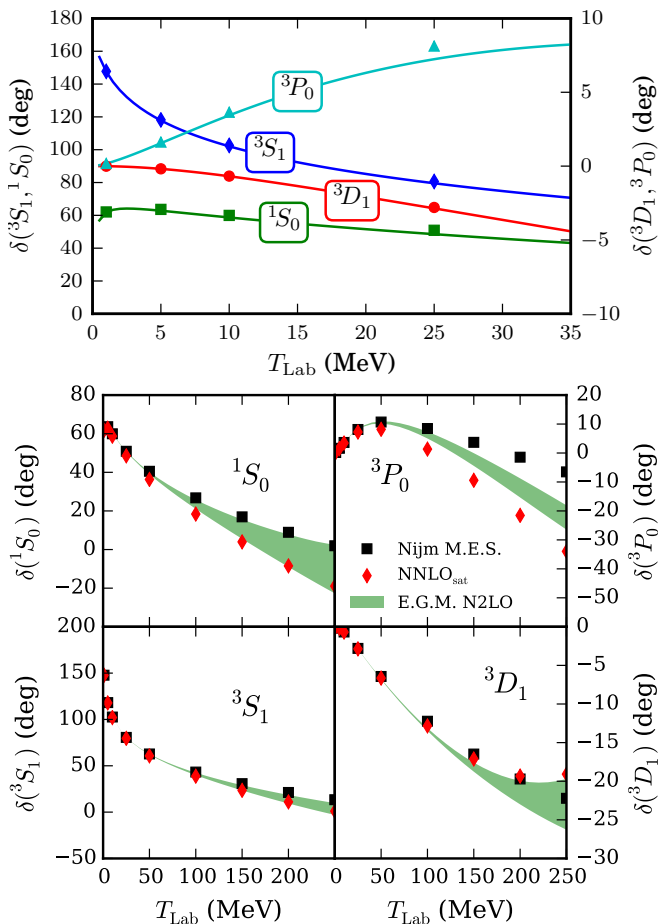 180
160
140
120
100
80
60
40
20
0
δ(³S₁,¹S₀) (deg)
10
5
0
−5
−10
δ(³D₁,³P₀) (deg)
³P₀
³S₁
³D₁
¹S₀
0 5 10 15 20 25 30 35
T_Lab (MeV)
80
60
40
20
0
−20
δ(¹S₀) (deg)
¹S₀
20
10
0
−10
−20
−30
−40
−50
δ(³P₀) (deg)
³P₀
Nijm M.E.S.
NNLO_sat
E.G.M. N2LO
200
150
100
50
0
−50
δ(³S₁) (deg)
³S₁
0
−5
−10
−15
−20
−25
−30
δ(³D₁) (deg)
³D₁
0 50 100 150 200
T_Lab (MeV)
0 50 100 150 200 250
T_Lab (MeV)